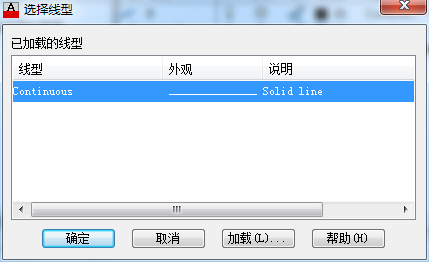 选择线型
已加载的线型
线型 外观 说明
Continuous Solid line
确定 取消 加载(L)... 帮助(H)